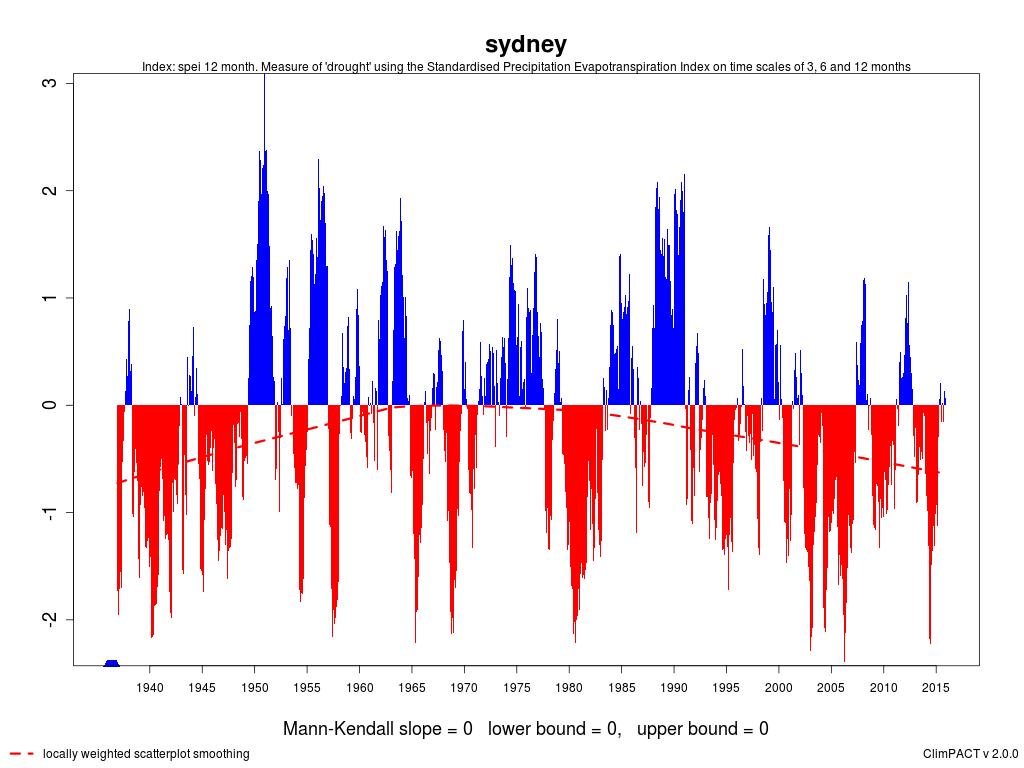 sydney
Index: spei 12 month. Measure of 'drought' using the Standardised Precipitation Evapotranspiration Index on time scales of 3, 6 and 12 months
3
2
1
0
-1
-2
1940 1945 1950 1955 1960 1965 1970 1975 1980 1985 1990 1995 2000 2005 2010 2015
Mann-Kendall slope = 0 lower bound = 0, upper bound = 0
locally weighted scatterplot smoothing
ClimPACT v 2.0.0